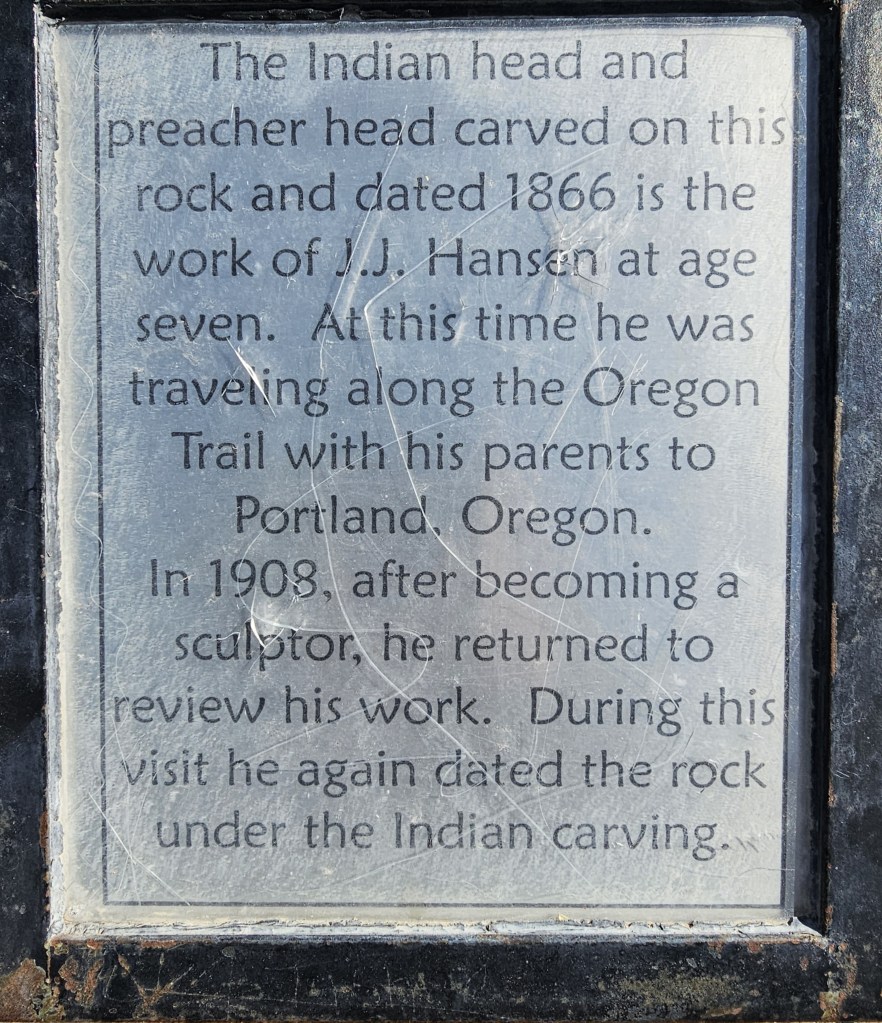 The Indian head and
preacher head carved on this
rock and dated 1866 is the
work of J.J. Hansen at age
seven. At this time he was
traveling along the Oregon
Trail with his parents to
Portland, Oregon.
In 1908, after becoming a
sculptor, he returned to
review his work. During this
visit he again dated the rock
under the Indian carving.